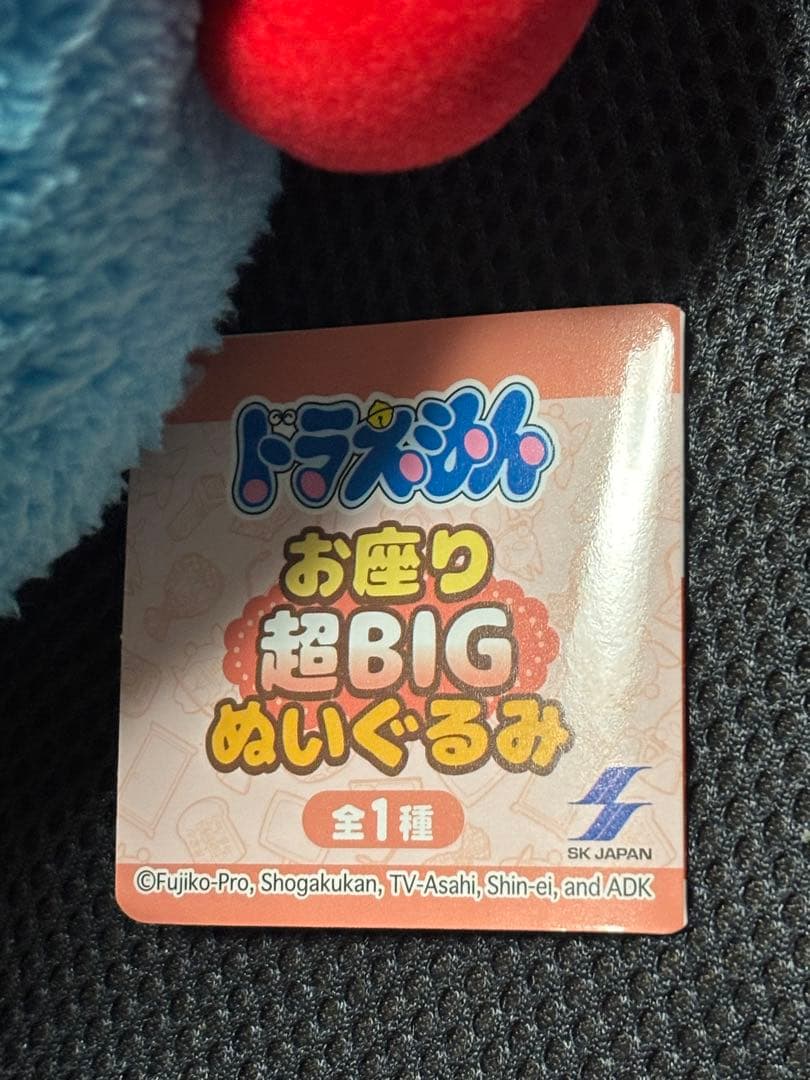 ドラえもん
お座り
超BIG
ぬいぐるみ
全1種
SK JAPAN
©Fujiko-Pro, Shogakukan, TV-Asahi, Shin-ei, and ADK